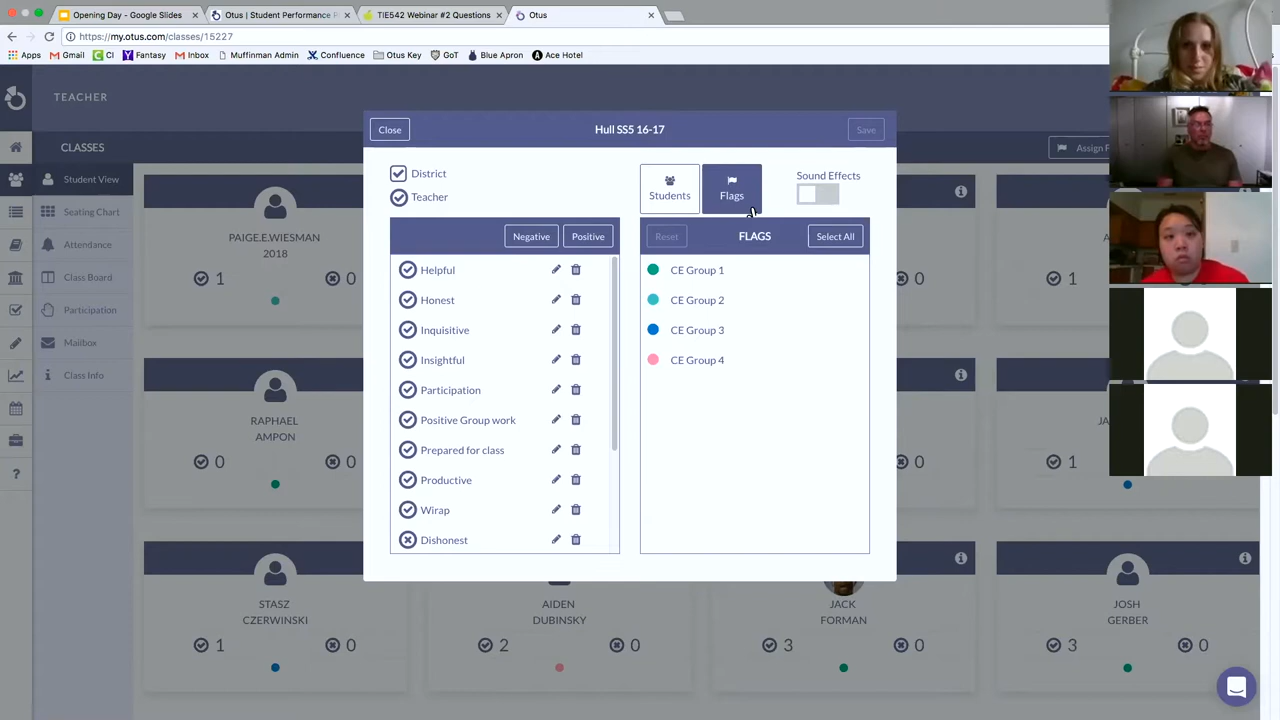 Opening Day - Google Slides
Otus | Student Performance P
TIE542 Webinar #2 Questions
Otus
https://my.otus.com/classes/15227
Apps
Gmail
CI
Fantasy
Inbox
Muffinman Admin
Confluence
Otus Key
GoT
Blue Apron
Ace Hotel
TEACHER
CLASSES
Assign F
Student View
Seating Chart
Attendance
Class Board
Participation
Mailbox
Class Info
Close
Hull SS5 16-17
Save
District
Teacher
Students
Flags
Sound Effects
Negative
Positive
Reset
FLAGS
Select All
Helpful
Honest
Inquisitive
Insightful
Participation
Positive Group work
Prepared for class
Productive
Wirap
Dishonest
CE Group 1
CE Group 2
CE Group 3
CE Group 4
PAIGE.E.WIESMAN
2018
1
0
0
1
RAPHAEL
AMPON
0
0
0
JA
1
STASZ
CZERWINSKI
1
0
AIDEN
DUBINSKY
2
0
JACK
FORMAN
3
0
JOSH
GERBER
3
0